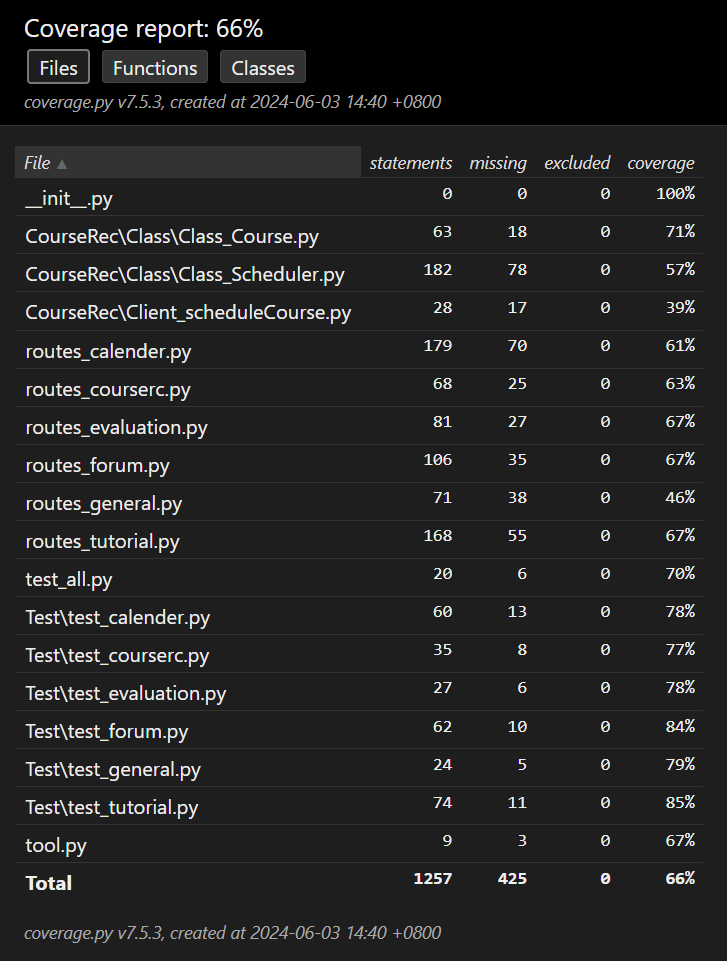 Coverage report: 66%
Files Functions Classes
coverage.py v7.5.3, created at 2024-06-03 14:40 +0800
File ▲ statements missing excluded coverage
__init__.py 0 0 0 100%
CourseRec\Class\Class_Course.py 63 18 0 71%
CourseRec\Class\Class_Scheduler.py 182 78 0 57%
CourseRec\Client_scheduleCourse.py 28 17 0 39%
routes_calender.py 179 70 0 61%
routes_courserc.py 68 25 0 63%
routes_evaluation.py 81 27 0 67%
routes_forum.py 106 35 0 67%
routes_general.py 71 38 0 46%
routes_tutorial.py 168 55 0 67%
test_all.py 20 6 0 70%
Test\test_calender.py 60 13 0 78%
Test\test_courserc.py 35 8 0 77%
Test\test_evaluation.py 27 6 0 78%
Test\test_forum.py 62 10 0 84%
Test\test_general.py 24 5 0 79%
Test\test_tutorial.py 74 11 0 85%
tool.py 9 3 0 67%
Total 1257 425 0 66%
coverage.py v7.5.3, created at 2024-06-03 14:40 +0800